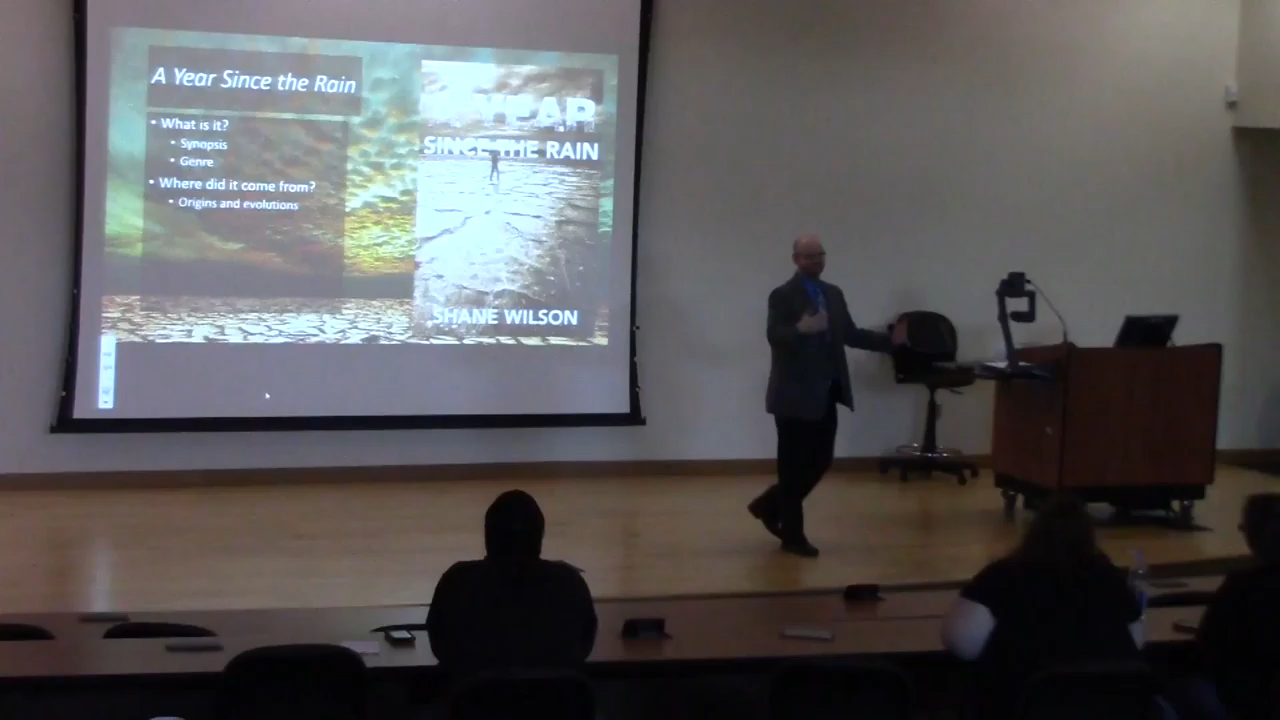 A Year Since the Rain
• What is it?
• Synopsis
• Genre
• Where did it come from?
• Origins and evolutions
YEAR
SINCE THE RAIN
SHANE WILSON